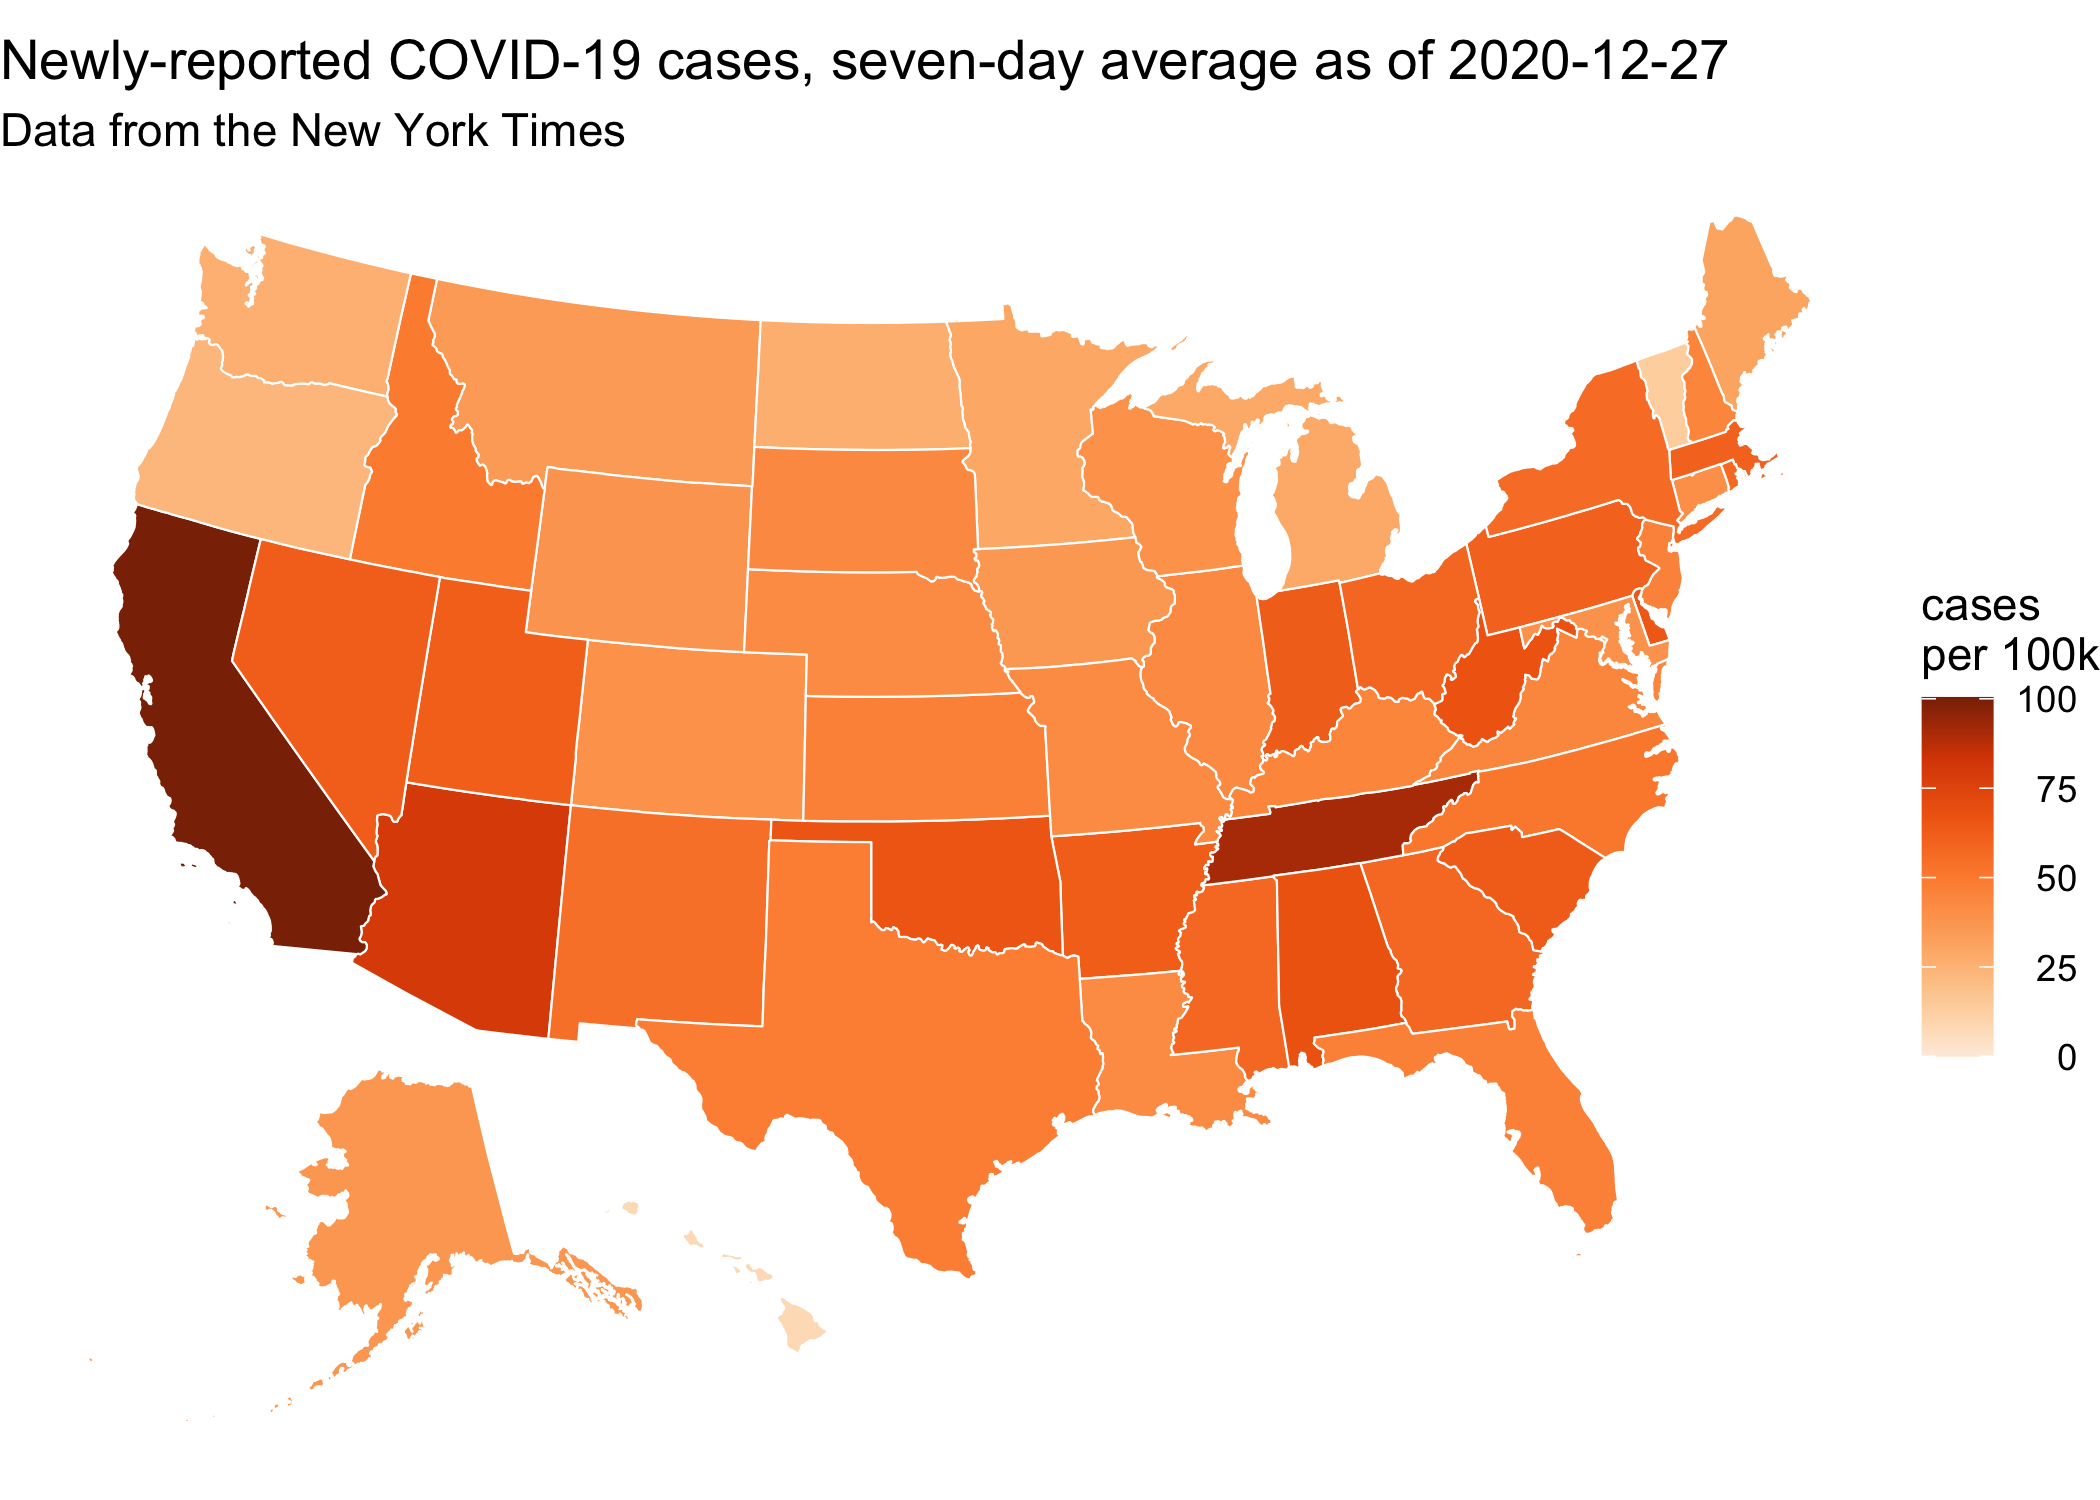 Newly-reported COVID-19 cases, seven-day average as of 2020-12-27
Data from the New York Times
cases
per 100k
100
75
50
25
0